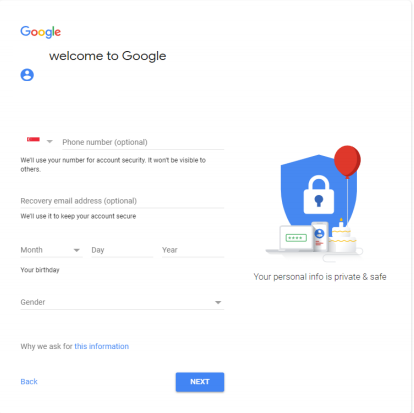 Google
welcome to Google
Phone number (optional)
We'll use your number for account security. It won't be visible to
others.
Recovery email address (optional)
We'll use it to keep your account secure
Month Day Year
Your birthday
Gender
Your personal info is private & safe
Why we ask for this information
Back NEXT